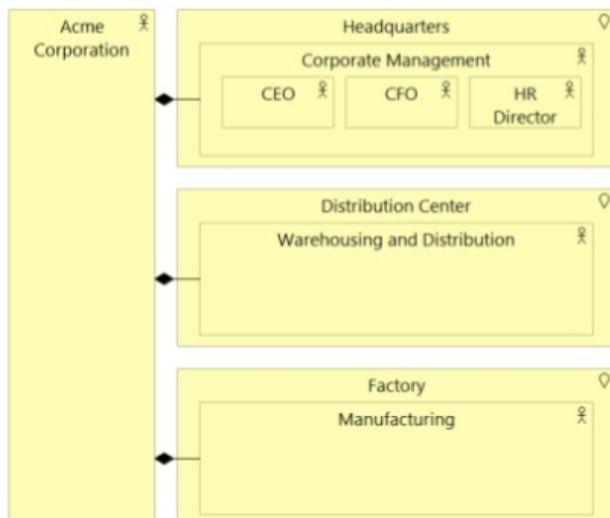 Acme
Corporation
Headquarters
Corporate Management
CEO
CFO
HR
Director
Distribution Center
Warehousing and Distribution
Factory
Manufacturing